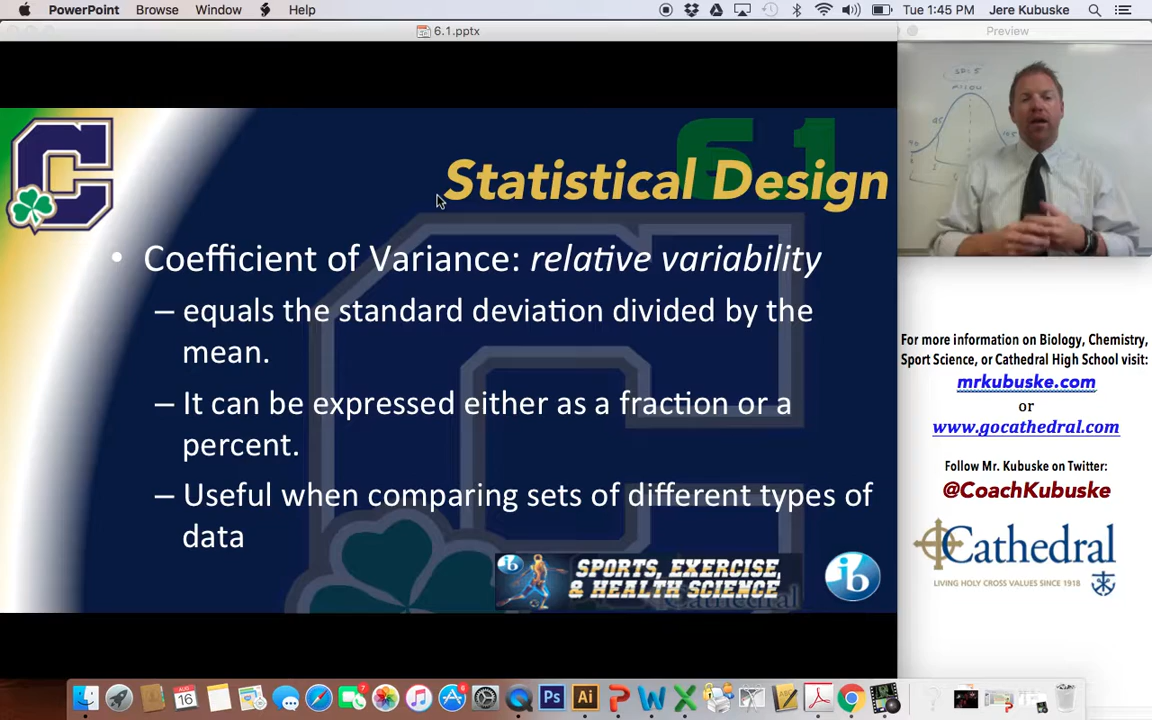 PowerPoint Browse Window Help Tue 1:45 PM Jere Kubuske
6.1.pptx
Preview
6.1
Statistical Design
• Coefficient of Variance: relative variability
– equals the standard deviation divided by the
mean.
– It can be expressed either as a fraction or a
percent.
– Useful when comparing sets of different types of
data
SPORTS, EXERCISE,
& HEALTH SCIENCE
ib
For more information on Biology, Chemistry,
Sport Science, or Cathedral High School visit:
mrkubuske.com
or
www.gocathedral.com
Follow Mr. Kubuske on Twitter:
@CoachKubuske
Cathedral
LIVING HOLY CROSS VALUES SINCE 1918